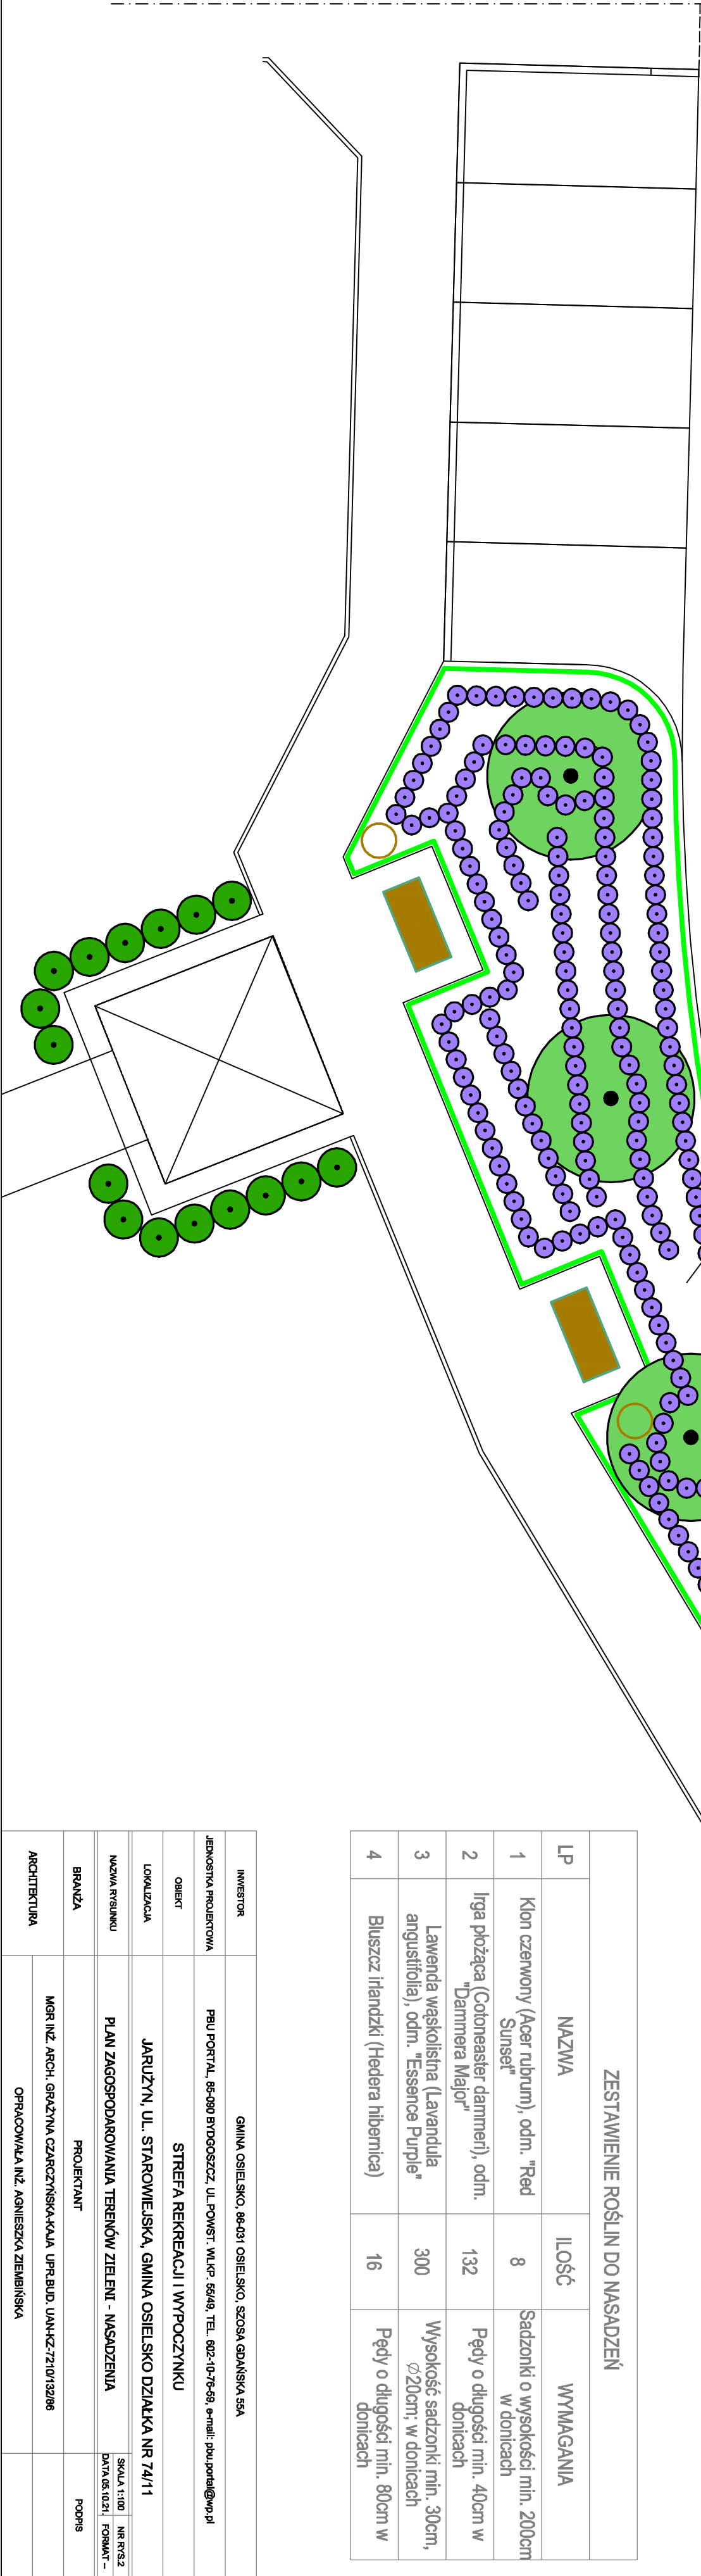 ZESTAWIENIE ROŚLIN DO NASADZEŃ
LP NAZWA ILOŚĆ WYMAGANIA
1 Klon czerwony (Acer rubrum), odm. "Red Sunset" 8 Sadzonki o wysokości min. 200cm w donicach
2 Irga płożąca (Cotoneaster dammeri), odm. "Dammera Major" 132 Pędy o długości min. 40cm w donicach
3 Lawenda wąskolistna (Lavandula angustifolia), odm. "Essence Purple" 300 Wysokość sadzonki min. 30cm, ∅20cm; w donicach
4 Bluszcz irlandzki (Hedera hibernica) 16 Pędy o długości min. 80cm w donicach
INWESTOR GMINA OSIELSKO, 86-031 OSIELSKO, SZOSA GDAŃSKA 55A
JEDNOSTKA PROJEKTOWA PBU PORTAL, 85-090 BYDGOSZCZ, UL.POWST. WLKP. 55/49, TEL. 602-10-76-59, e-mail: pbu.portal@wp.pl
OBIEKT STREFA REKREACJI I WYPOCZYNKU
LOKALIZACJA JARUŻYN, UL. STAROWIEJSKA, GMINA OSIELSKO DZIAŁKA NR 74/11
NAZWA RYSUNKU PLAN ZAGOSPODAROWANIA TERENÓW ZIELENI - NASADZENIA SKALA 1:100 NR RYS.2
DATA 05.10.21. FORMAT --
BRANŻA PROJEKTANT PODPIS
ARCHITEKTURA MGR INŻ. ARCH. GRAŻYNA CZARCZYŃSKA-KAJA UPR.BUD. UAN-KZ-7210/132/86
OPRACOWAŁA INŻ. AGNIESZKA ZIEMBIŃSKA